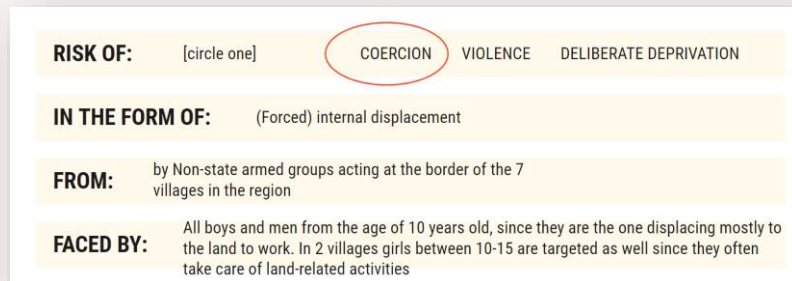 RISK OF: [circle one] COERCION VIOLENCE DELIBERATE DEPRIVATION
IN THE FORM OF: (Forced) internal displacement
FROM: by Non-state armed groups acting at the border of the 7
villages in the region
FACED BY: All boys and men from the age of 10 years old, since they are the one displacing mostly to
the land to work. In 2 villages girls between 10-15 are targeted as well since they often
take care of land-related activities